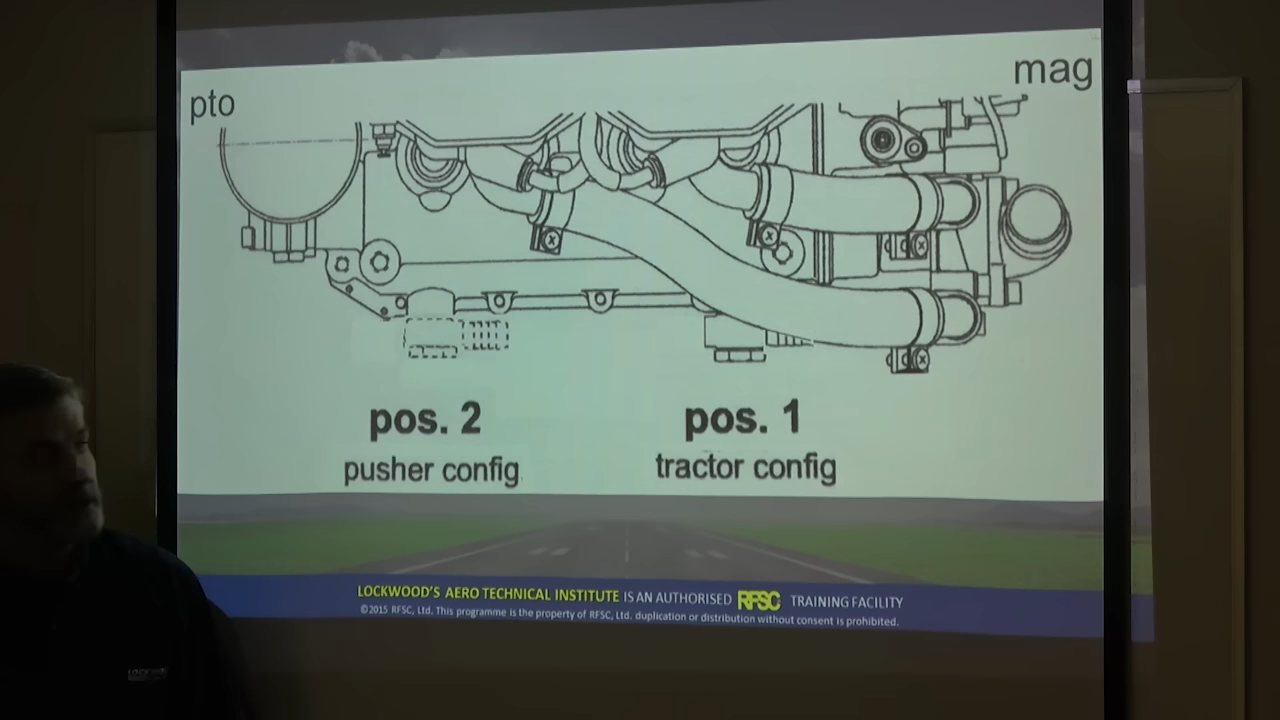 pto
mag
pos. 2
pos. 1
pusher config
tractor config
LOCKWOOD'S AERO TECHNICAL INSTITUTE IS AN AUTHORISED RFSC TRAINING FACILITY
©2015 RFSC, Ltd. This programme is the property of RFSC, Ltd. duplication or distribution without consent is prohibited.